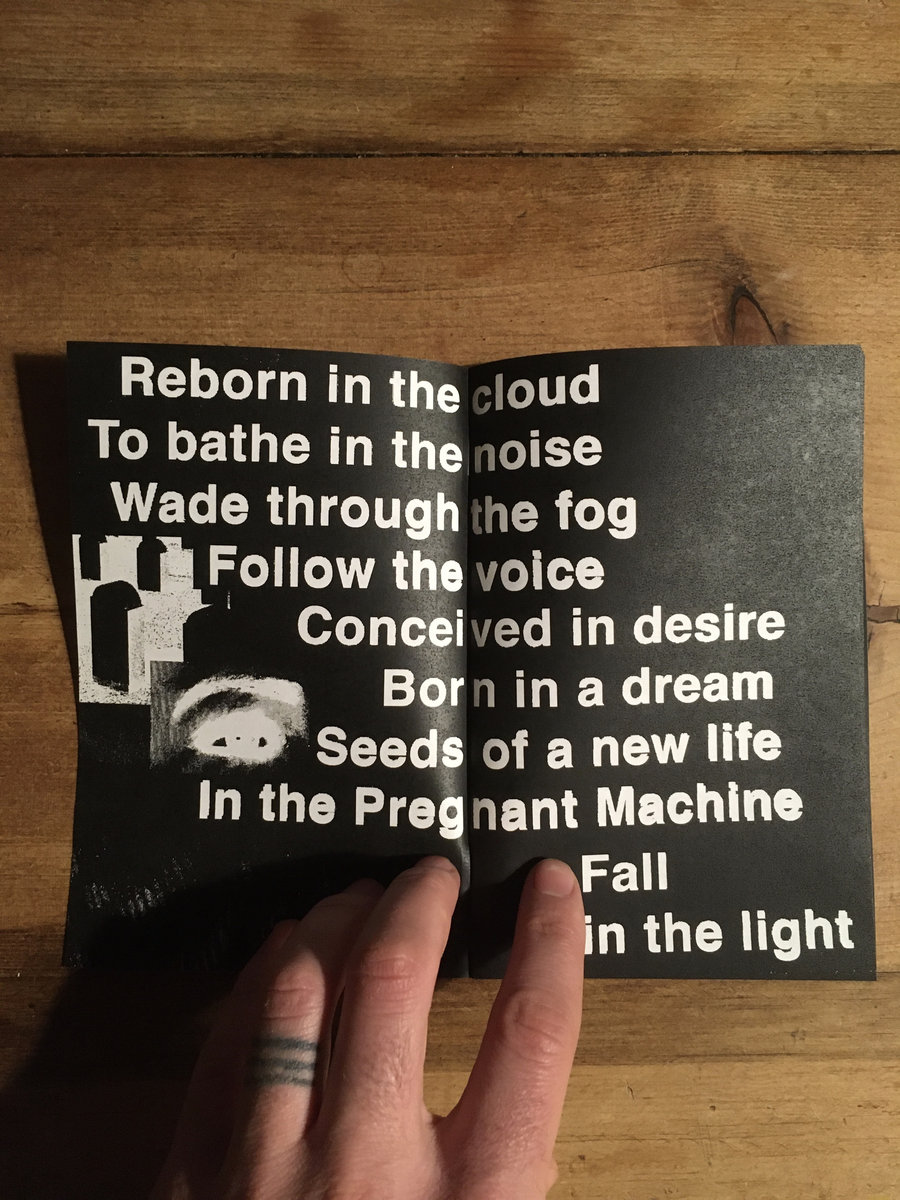 Reborn in the cloud
To bathe in the noise
Wade through the fog
Follow the voice
Conceived in desire
Born in a dream
Seeds of a new life
In the Pregnant Machine
Fall
in the light